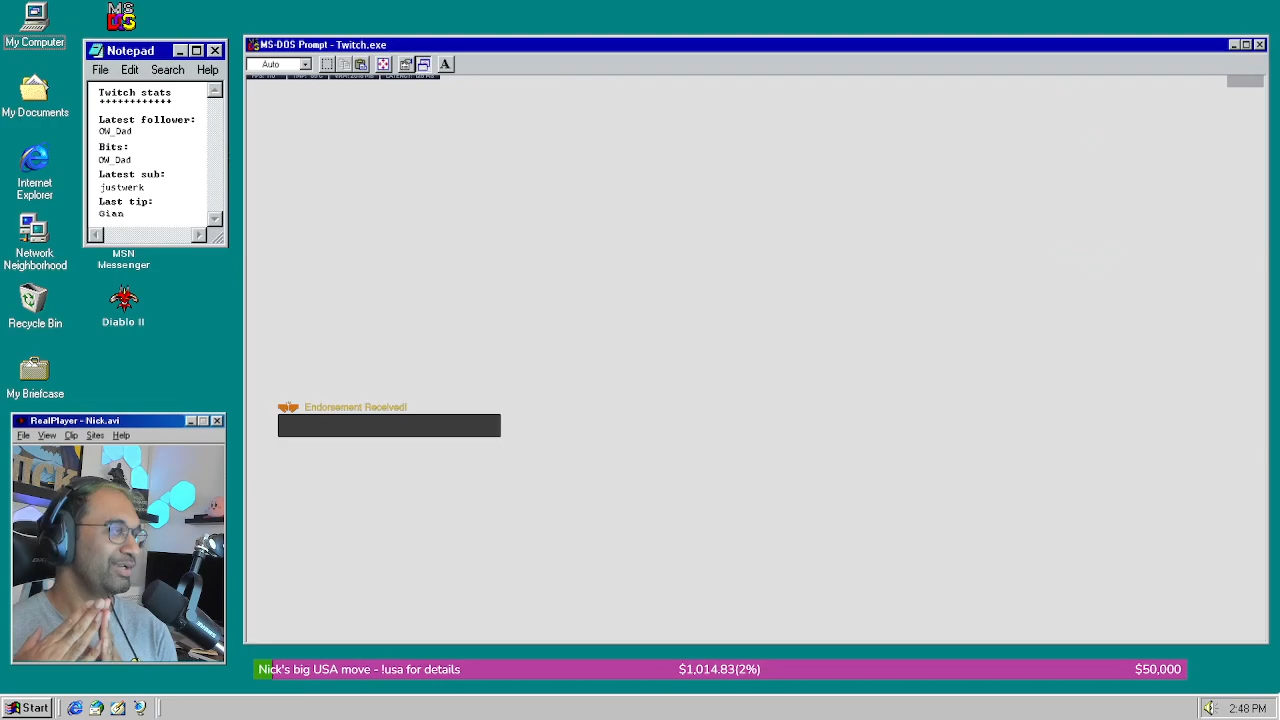 My Computer
My Documents
Internet
Explorer
Network
Neighborhood
Recycle Bin
My Briefcase
MS
Notepad
File Edit Search Help
Twitch stats
++++++++++++
Latest follower:
OW_Dad
Bits:
OW_Dad
Latest sub:
justwerk
Last tip:
Gian
MSN
Messenger
Diablo II
RealPlayer - Nick.avi
File View Clip Sites Help
MS-DOS Prompt - Twitch.exe
Auto
A
Endorsement Received!
Nick's big USA move - !usa for details $1,014.83(2%) $50,000
Start
2:48 PM